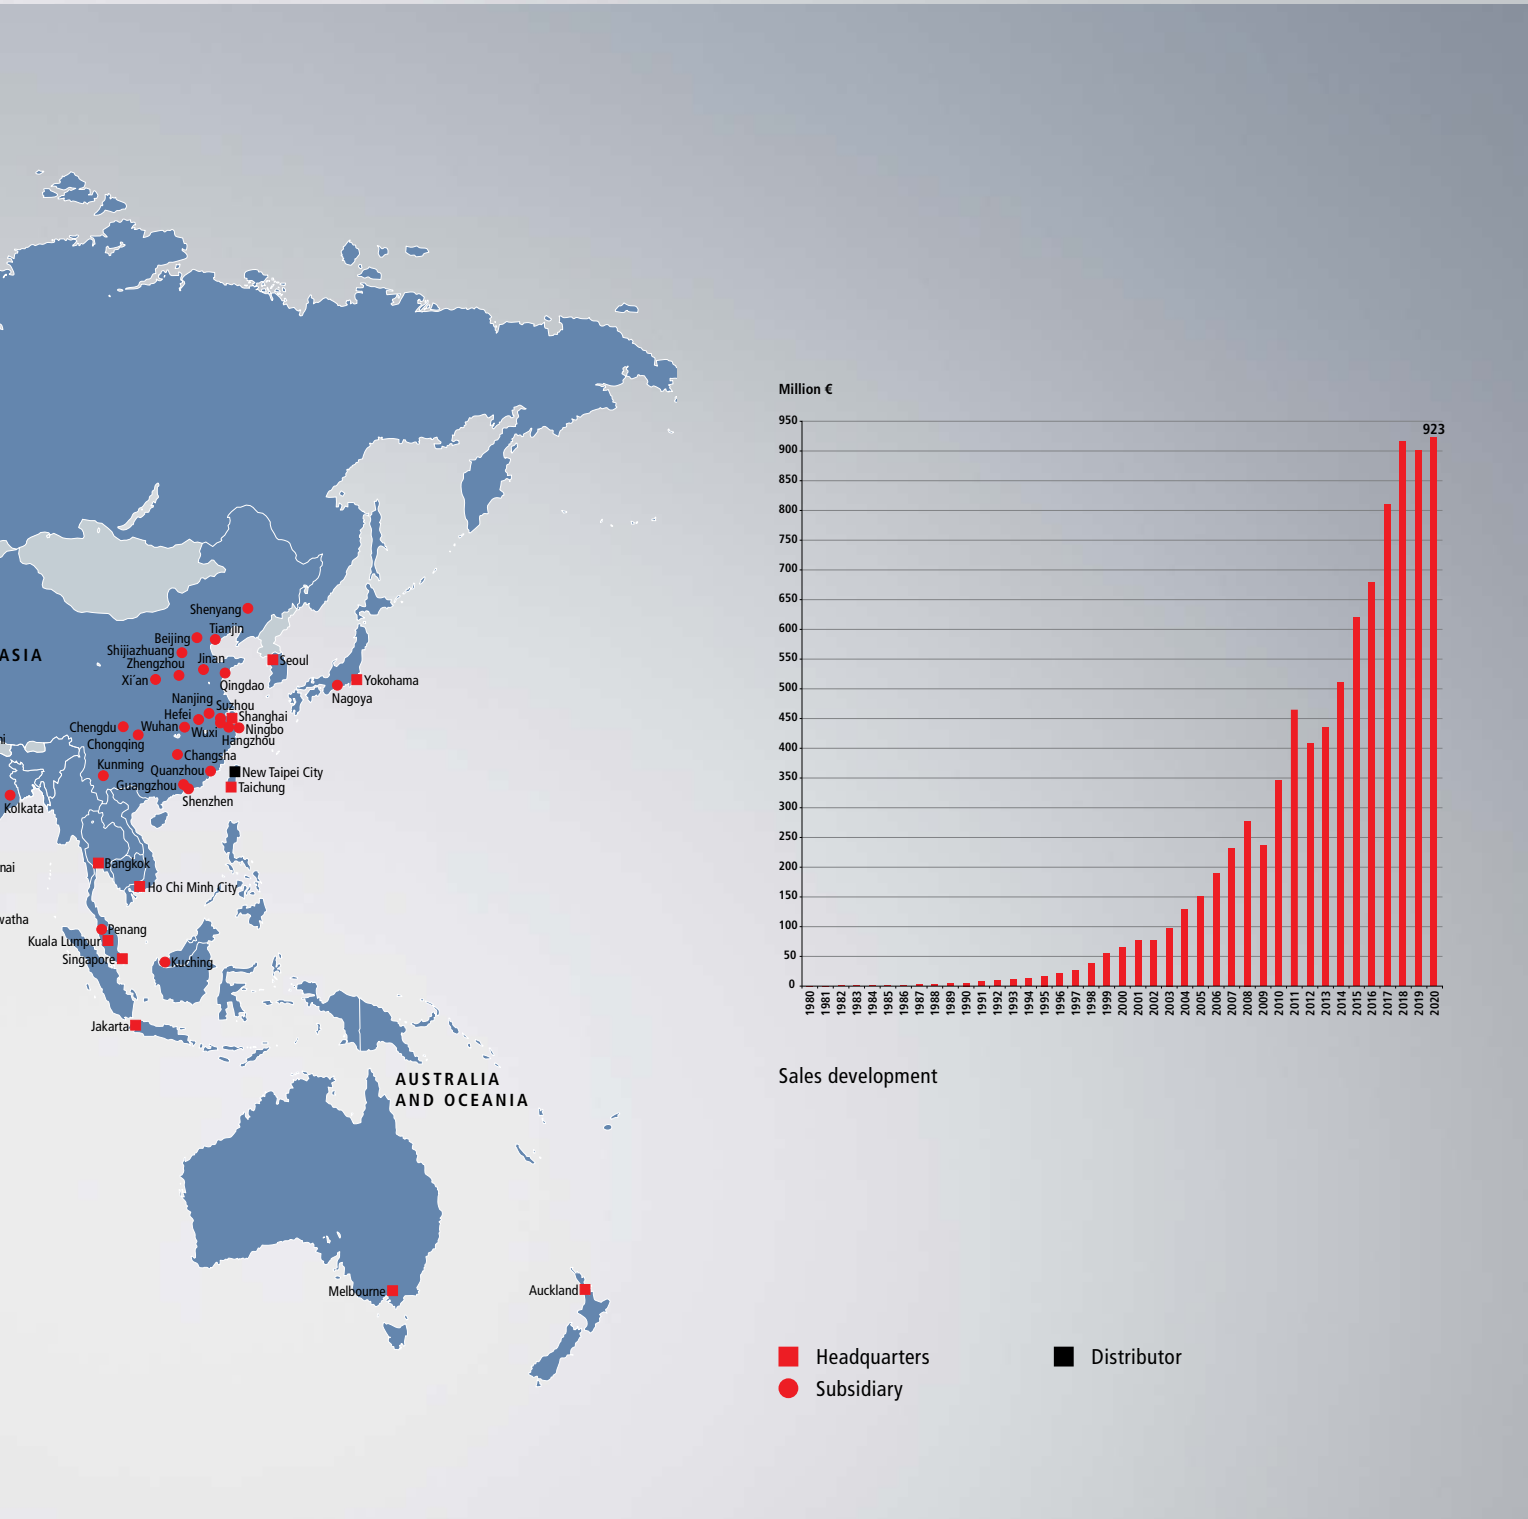 Shenyang
Tianjin
Beijing
Shijiazhuang
Jinan
ASIA
Zhengzhou
Seoul
Xi´an
Yokohama
Qingdao
Nagoya
Nanjing
Suzhou
Hefei
Shanghai
Chengdu
Wuhan
Wuxi
Ningbo
Hangzhou
Chongqing
Changsha
Kunming
Quanzhou
New Taipei City
Guangzhou
Taichung
Shenzhen
Kolkata
Bangkok
nai
Ho Chi Minh City
watha
Penang
Kuala Lumpur
Singapore
Kuching
Jakarta
AUSTRALIA
AND OCEANIA
Melbourne
Auckland
Million €
950
923
900
850
800
750
700
650
600
550
500
450
400
350
300
250
200
150
100
50
0
1980
1981
1982
1983
1984
1985
1986
1987
1988
1989
1990
1991
1992
1993
1994
1995
1996
1997
1998
1999
2000
2001
2002
2003
2004
2005
2006
2007
2008
2009
2010
2011
2012
2013
2014
2015
2016
2017
2018
2019
2020
Sales development
Headquarters
Distributor
Subsidiary